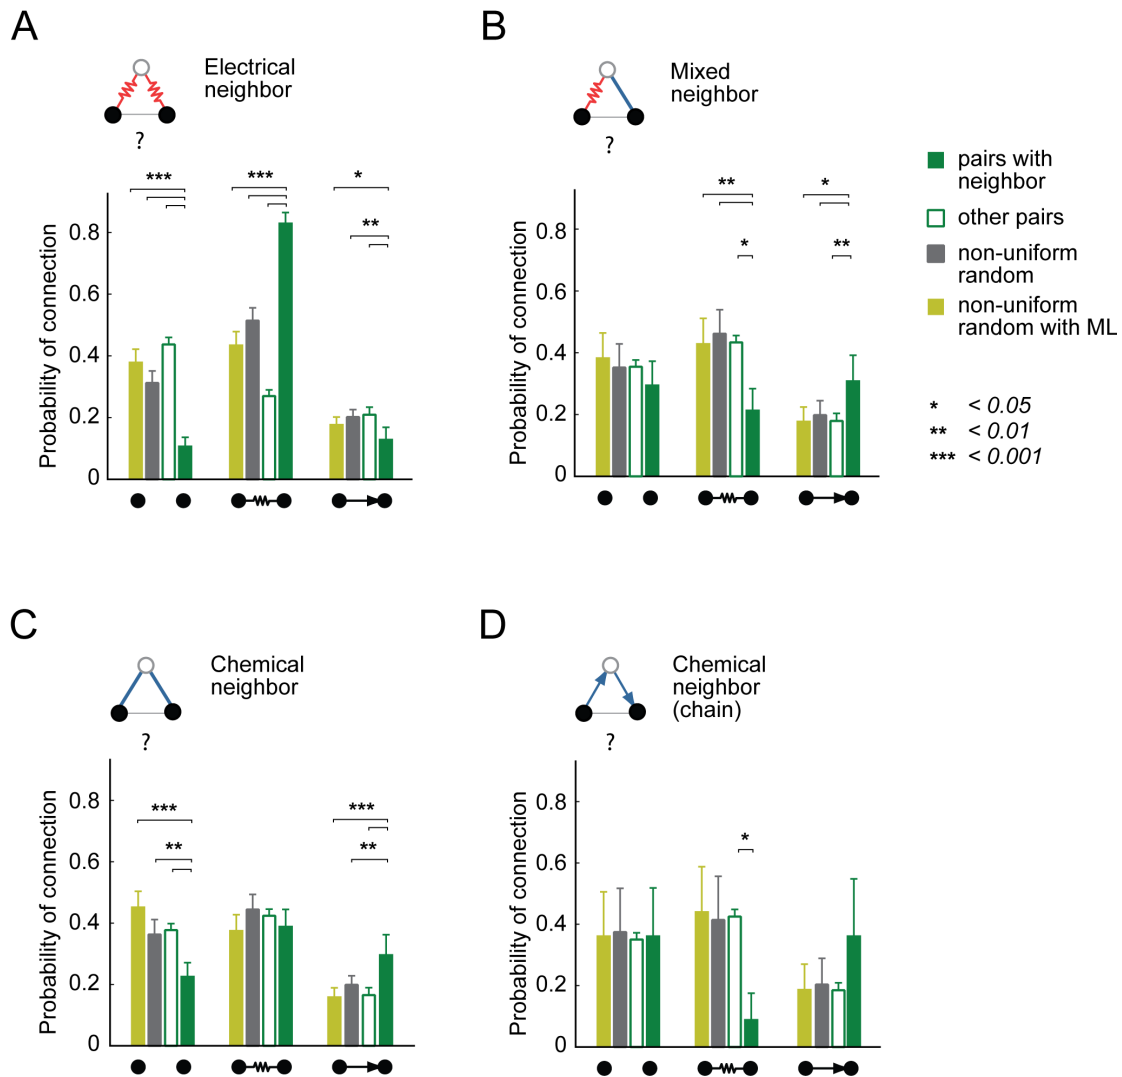 A
Electrical
neighbor
?
Probability of connection
0.8
0.6
0.4
0.2
0
***
***
*
**
B
Mixed
neighbor
?
Probability of connection
0.8
0.6
0.4
0.2
0
**
*
*
**
pairs with
neighbor
other pairs
non-uniform
random
non-uniform
random with ML
* < 0.05
** < 0.01
*** < 0.001
C
Chemical
neighbor
?
Probability of connection
0.8
0.6
0.4
0.2
0
***
**
***
**
D
Chemical
neighbor
(chain)
?
Probability of connection
0.8
0.6
0.4
0.2
0
*